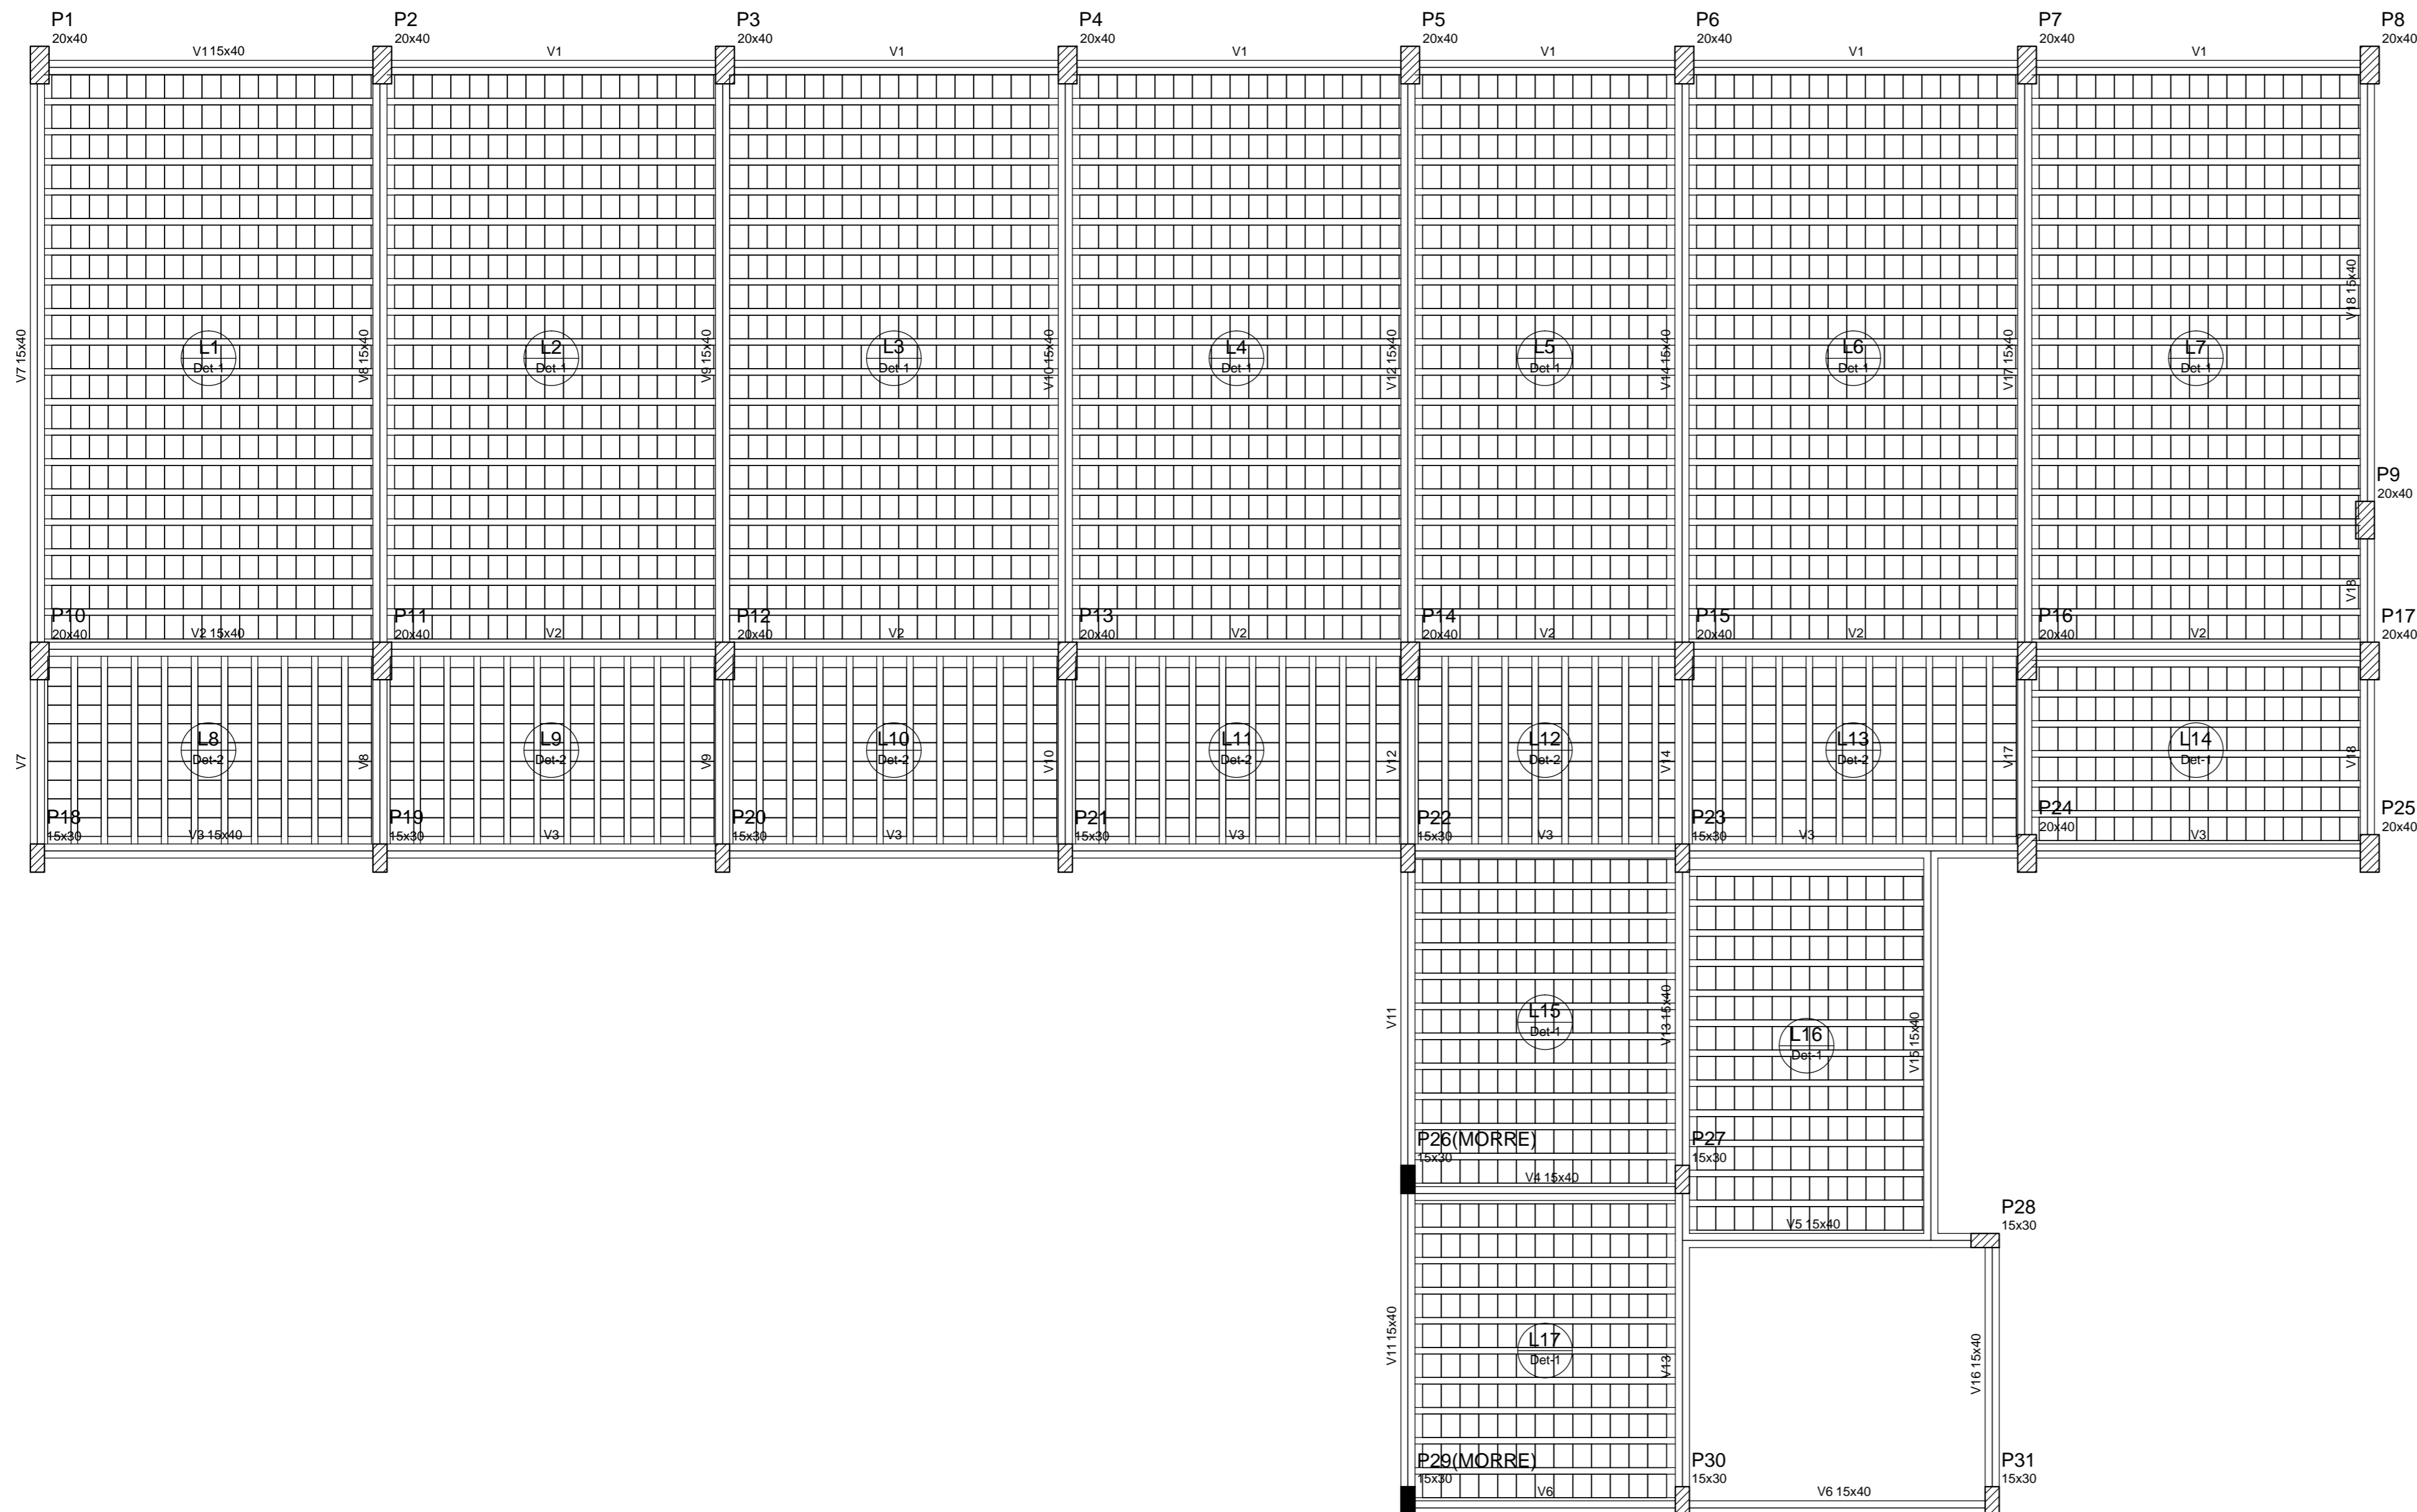 P1 P2 P3 P4 P5 P6 P7 P8
20x40 20x40 20x40 20x40 20x40 20x40 20x40 20x40
V1 15x40 V1 V1 V1 V1 V1 V1
V18 15x40
V7 15x40 V8 15x40 V9 15x40 V10 15x40 V12 15x40 V14 15x40 V17 15x40
L1 L2 L3 L4 L5 L6 L7
Det-1 Det-1 Det-1 Det-1 Det-1 Det-1 Det-1
P9
20x40
V18
P10 P11 P12 P13 P14 P15 P16 P17
20x40 20x40 20x40 20x40 20x40 20x40 20x40 20x40
V2 15x40 V2 V2 V2 V2 V2 V2
L8 L9 L10 L11 L12 L13 L14
V7 V8 V9 V10 V12 V14 V17 V18
Det-2 Det-2 Det-2 Det-2 Det-2 Det-2 Det-1
P18 P19 P20 P21 P22 P23 P24 P25
15x30 15x30 15x30 15x30 15x30 15x30 20x40 20x40
V3 15x40 V3 V3 V3 V3 V3 V3
V11 V13 15x40 V15 15x40
L15
Det-1
L16
Det-1
P26(MORRE) P27
15x30 15x30
V4 15x40
P28
15x30
V5 15x40
L17
Det-1
V11 15x40 V13 V16 15x40
P29(MORRE) P30 P31
15x30 15x30 15x30
V6 V6 15x40